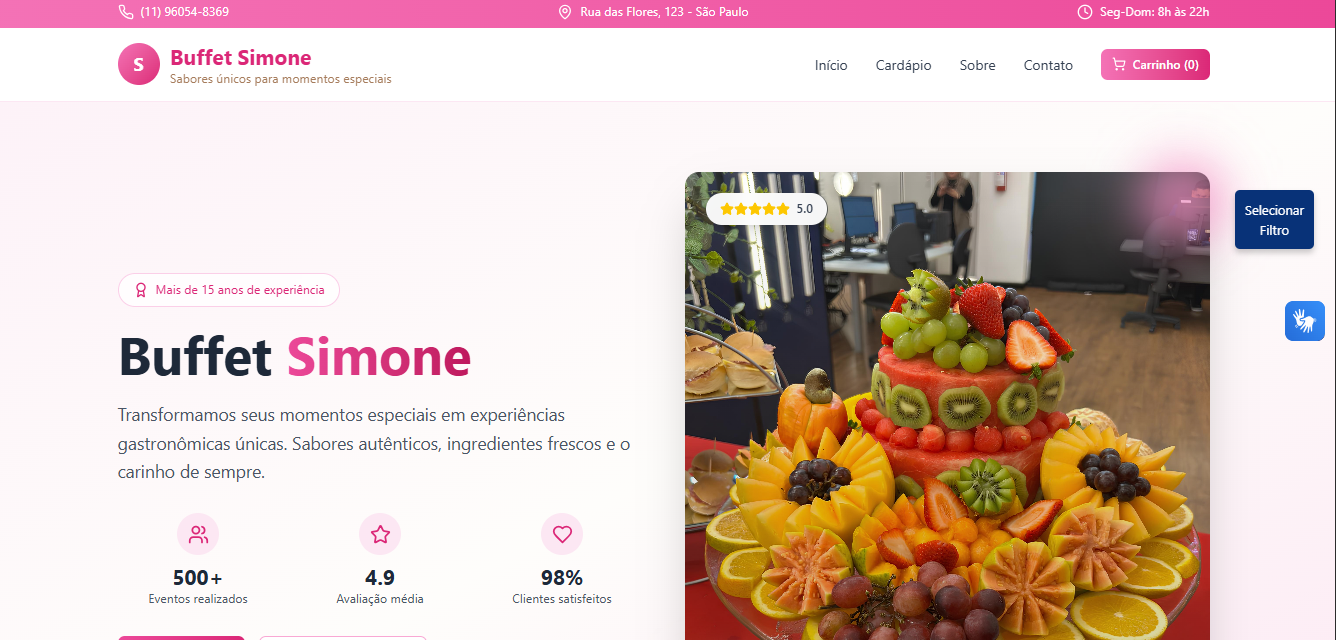 (11) 96054-8369
Rua das Flores, 123 - São Paulo
Seg-Dom: 8h às 22h
S
Buffet Simone
Sabores únicos para momentos especiais
Início
Cardápio
Sobre
Contato
Carrinho (0)
5.0
Selecionar
Filtro
Mais de 15 anos de experiência
Buffet Simone
Transformamos seus momentos especiais em experiências
gastronômicas únicas. Sabores autênticos, ingredientes frescos e o
carinho de sempre.
500+
Eventos realizados
4.9
Avaliação média
98%
Clientes satisfeitos